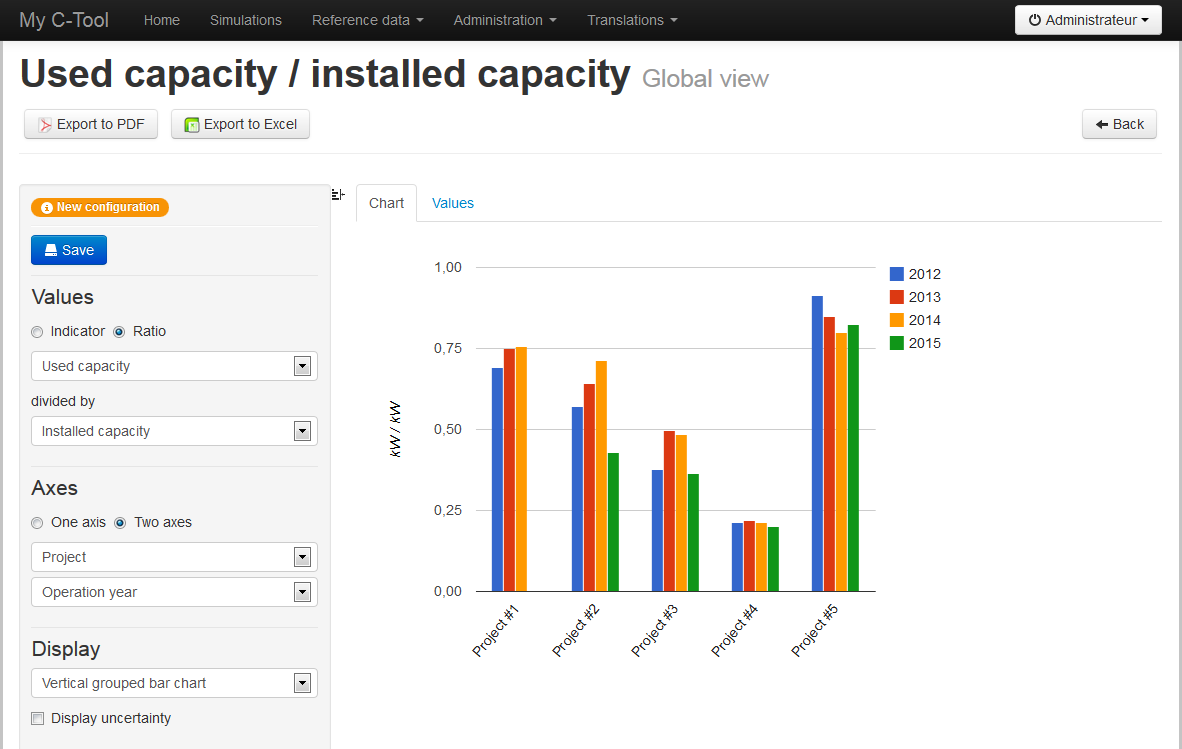 My C-Tool Home Simulations Reference data Administration Translations Administrateur
Used capacity / installed capacity Global view
Export to PDF Export to Excel Back
New configuration
Save
Values
Indicator Ratio
Used capacity
divided by
Installed capacity
Axes
One axis Two axes
Project
Operation year
Display
Vertical grouped bar chart
Display uncertainty
Chart Values
1,00
0,75
0,50
0,25
0,00
kW / kW
Project #1
Project #2
Project #3
Project #4
Project #5
2012
2013
2014
2015